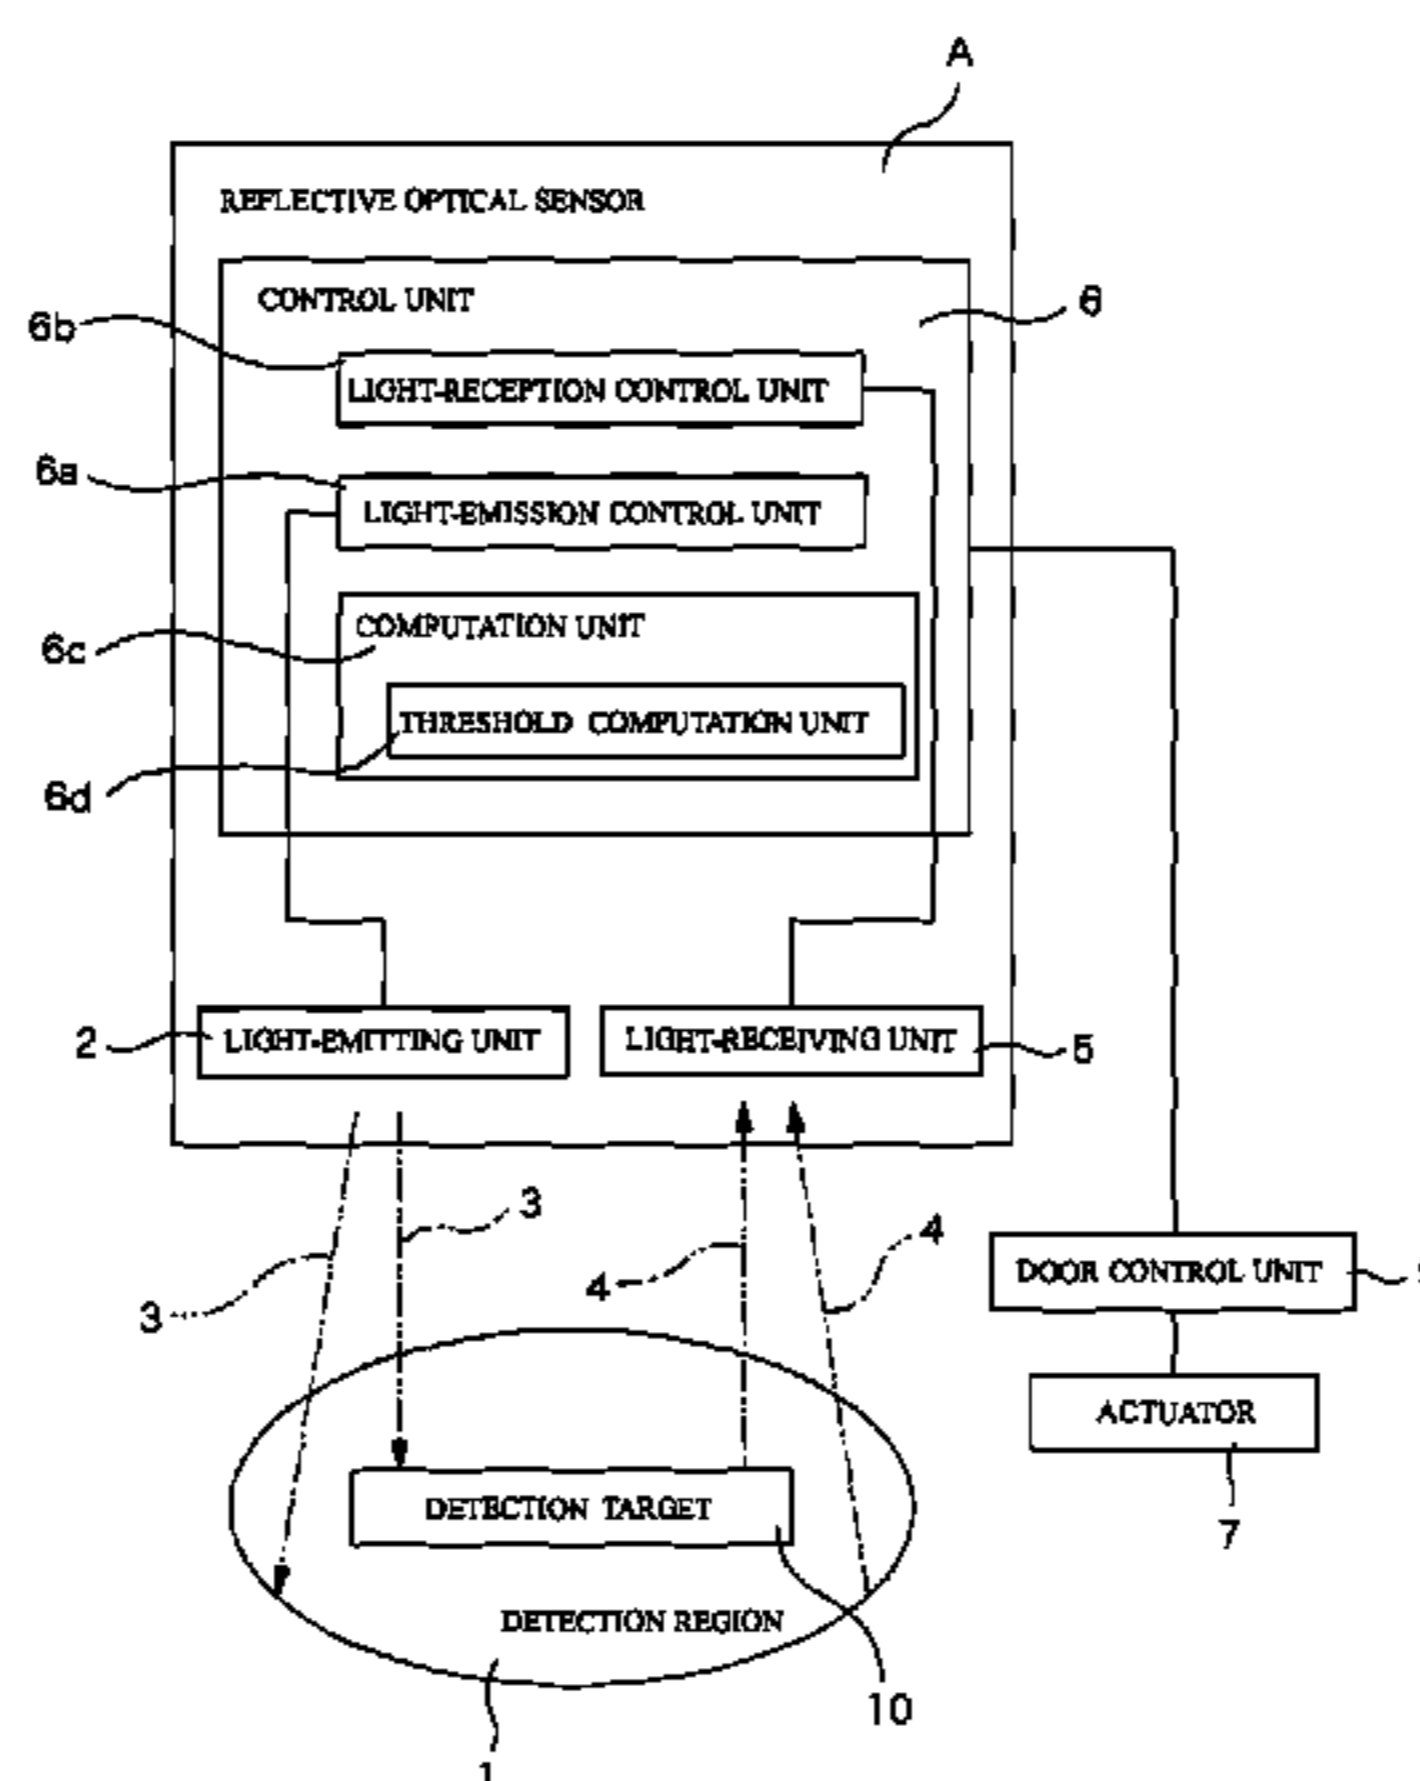 A
REFLECTIVE OPTICAL SENSOR
CONTROL UNIT
6
6b
LIGHT-RECEPTION CONTROL UNIT
6a
LIGHT-EMISSION CONTROL UNIT
COMPUTATION UNIT
6c
THRESHOLD COMPUTATION UNIT
6d
2
LIGHT-EMITTING UNIT
LIGHT-RECEIVING UNIT
5
3
4
4
3
DOOR CONTROL UNIT
ACTUATOR
DETECTION TARGET
7
DETECTION REGION
10
1